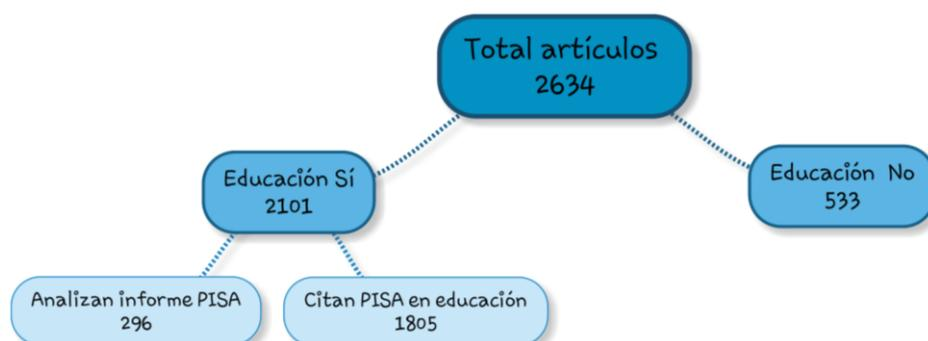 Total artículos
2634
Educación Sí
2101
Educación No
533
Analizan informe PISA
296
Citan PISA en educación
1805